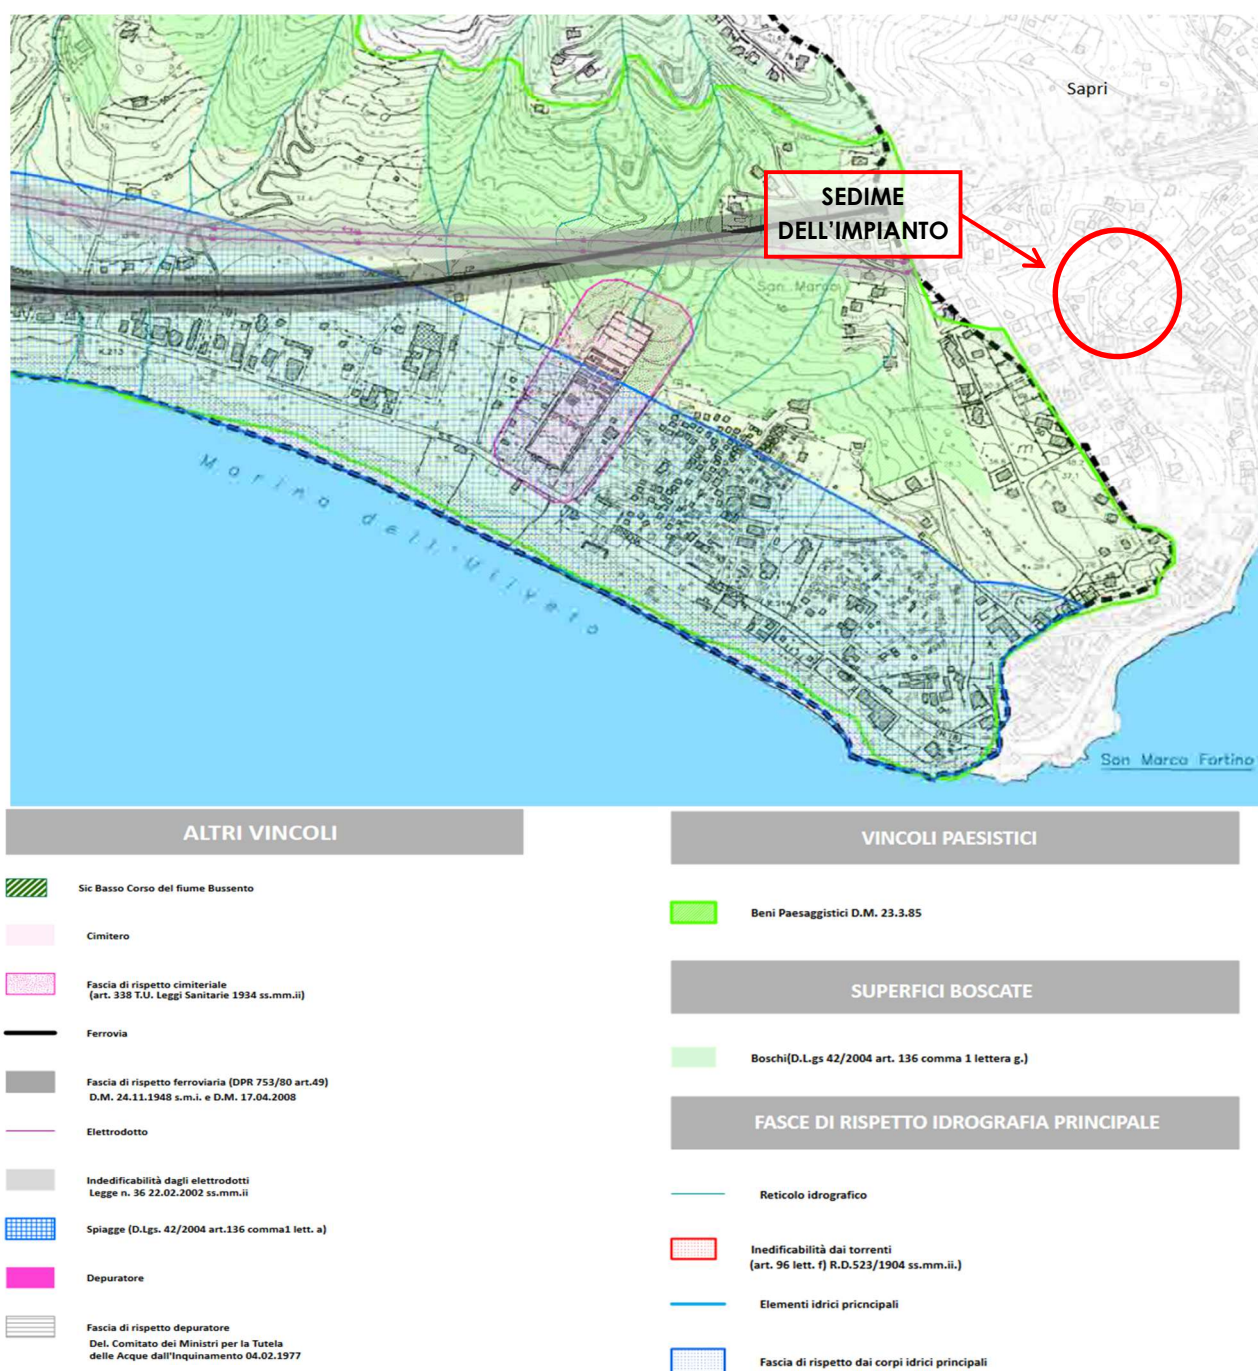 Sapri
SEDIME
DELL'IMPIANTO
San Marco
K.21,3
Marina dell'Uliveto
San Marco Fortino
ALTRI VINCOLI
Sic Basso Corso del fiume Bussento
Cimitero
Fascia di rispetto cimiteriale
(art. 338 T.U. Leggi Sanitarie 1934 ss.mm.ii)
Ferrovia
Fascia di rispetto ferroviaria (DPR 753/80 art.49)
D.M. 24.11.1948 s.m.i. e D.M. 17.04.2008
Elettrodotto
Indedificabilità dagli elettrodotti
Legge n. 36 22.02.2002 ss.mm.ii
Spiagge (D.Lgs. 42/2004 art.136 comma1 lett. a)
Depuratore
Fascia di rispetto depuratore
Del. Comitato dei Ministri per la Tutela
delle Acque dall'Inquinamento 04.02.1977
VINCOLI PAESISTICI
Beni Paesaggistici D.M. 23.3.85
SUPERFICI BOSCATE
Boschi(D.L.gs 42/2004 art. 136 comma 1 lettera g.)
FASCE DI RISPETTO IDROGRAFIA PRINCIPALE
Reticolo idrografico
Inedificabilità dai torrenti
(art. 96 lett. f) R.D.523/1904 ss.mm.ii.)
Elementi idrici pricncipali
Fascia di rispetto dai corpi idrici principali